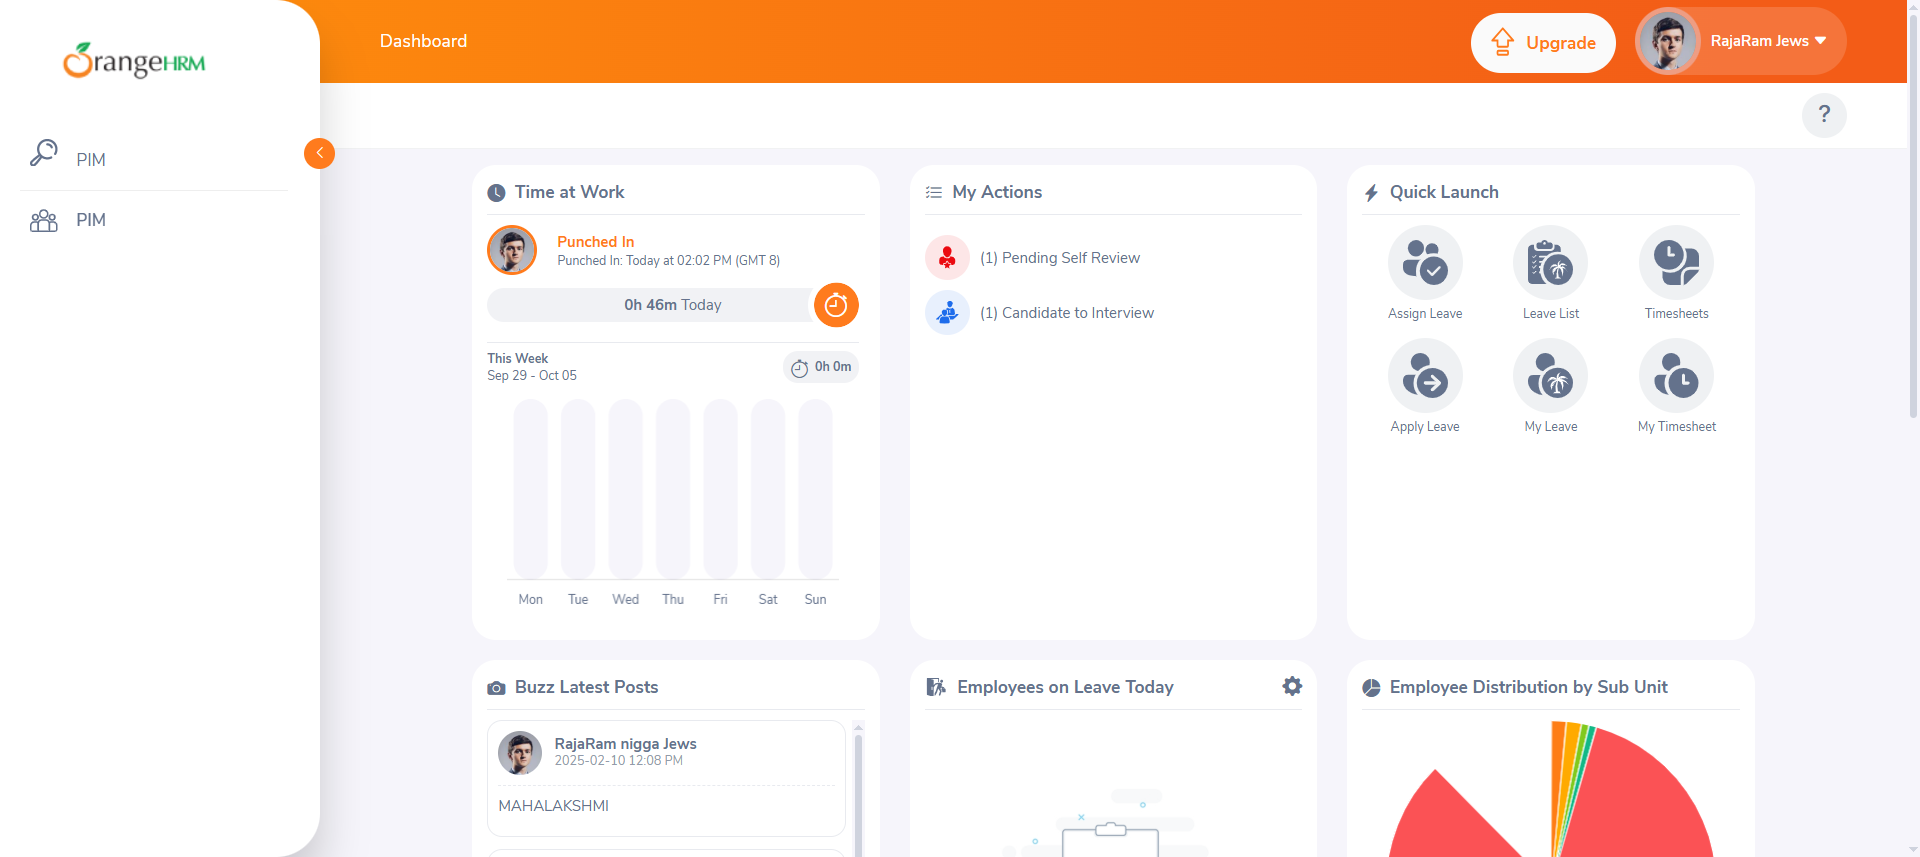 OrangeHRM
Dashboard
Upgrade
RajaRam Jews
?
PIM
PIM
Time at Work
Punched In
Punched In: Today at 02:02 PM (GMT 8)
0h 46m Today
This Week
Sep 29 - Oct 05
0h 0m
Mon Tue Wed Thu Fri Sat Sun
My Actions
(1) Pending Self Review
(1) Candidate to Interview
Quick Launch
Assign Leave Leave List Timesheets
Apply Leave My Leave My Timesheet
Buzz Latest Posts
RajaRam nigga Jews
2025-02-10 12:08 PM
MAHALAKSHMI
Employees on Leave Today
Employee Distribution by Sub Unit